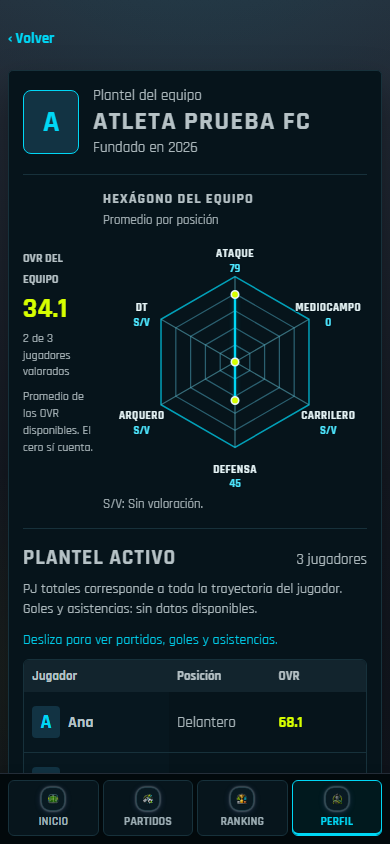 ‹ Volver
A
Plantel del equipo
ATLETA PRUEBA FC
Fundado en 2026
HEXÁGONO DEL EQUIPO
Promedio por posición
OVR DEL
EQUIPO
34.1
2 de 3
jugadores
valorados
Promedio de
los OVR
disponibles. El
cero sí cuenta.
ATAQUE
79
DT
S/V
MEDIOCAMPO
0
ARQUERO
S/V
CARRILERO
S/V
DEFENSA
45
S/V: Sin valoración.
PLANTEL ACTIVO
3 jugadores
PJ totales corresponde a toda la trayectoria del jugador.
Goles y asistencias: sin datos disponibles.
Desliza para ver partidos, goles y asistencias.
Jugador Posición OVR
A Ana Delantero 68.1
INICIO PARTIDOS RANKING PERFIL